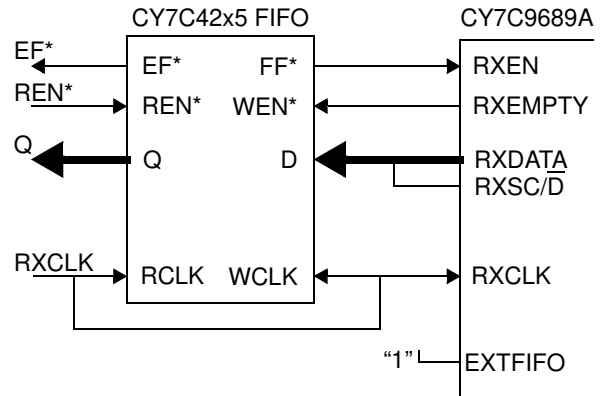 CY7C42x5 FIFO
CY7C9689A
EF*
EF*
FF*
RXEN
REN*
REN*
WEN*
RXEMPTY
Q
Q
D
RXDATA
RXSC/D̅
RXCLK
RCLK
WCLK
RXCLK
“1”
EXTFIFO